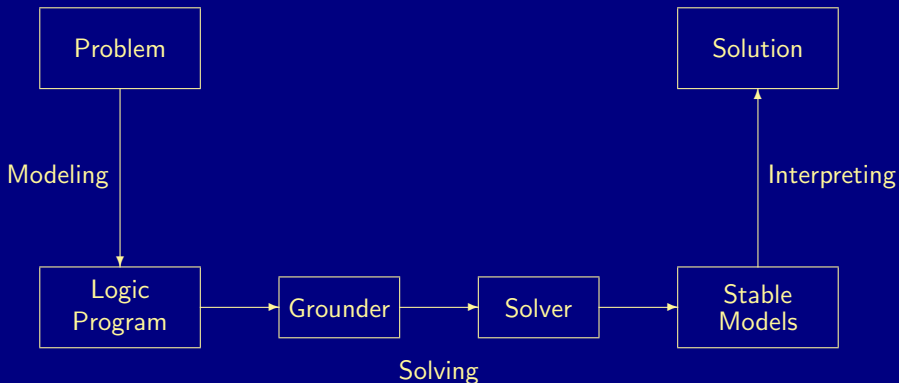 Problem
Solution
Modeling
Interpreting
Logic
Program
Grounder
Solver
Stable
Models
Solving